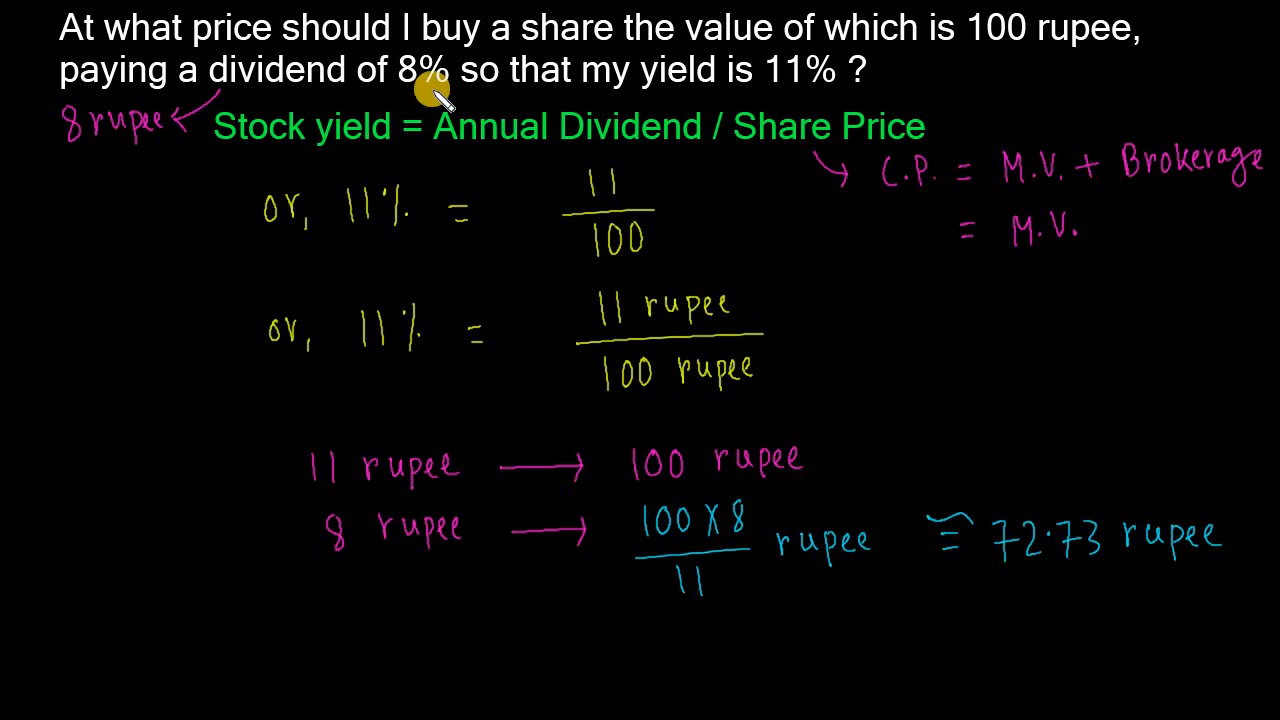 At what price should I buy a share the value of which is 100 rupee,
paying a dividend of 8% so that my yield is 11% ?
8 rupee ← Stock yield = Annual Dividend / Share Price
→ C.P. = M.V. + Brokerage
= M.V.
or, 11% = 11 / 100
or, 11% = 11 rupee / 100 rupee
11 rupee → 100 rupee
8 rupee → 100 X 8 / 11 rupee ≅ 72.73 rupee